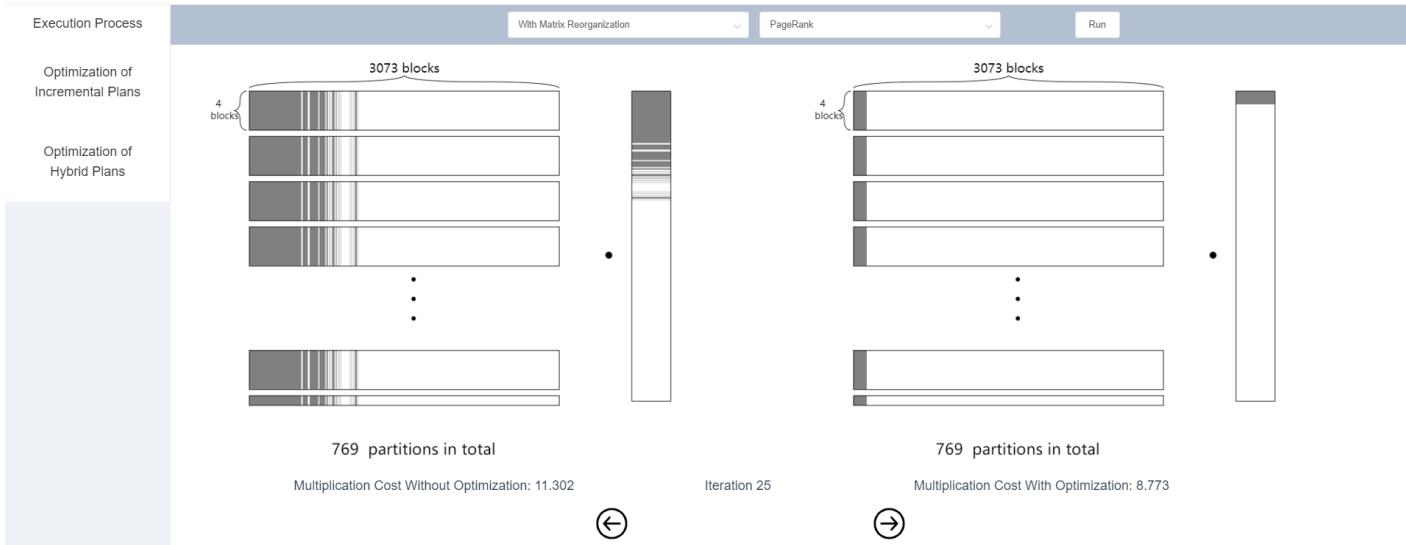 Execution Process
With Matrix Reorganization
PageRank
Run
Optimization of
Incremental Plans
Optimization of
Hybrid Plans
3073 blocks
4
blocks
3073 blocks
4
blocks
769 partitions in total
769 partitions in total
Multiplication Cost Without Optimization: 11.302
Iteration 25
Multiplication Cost With Optimization: 8.773